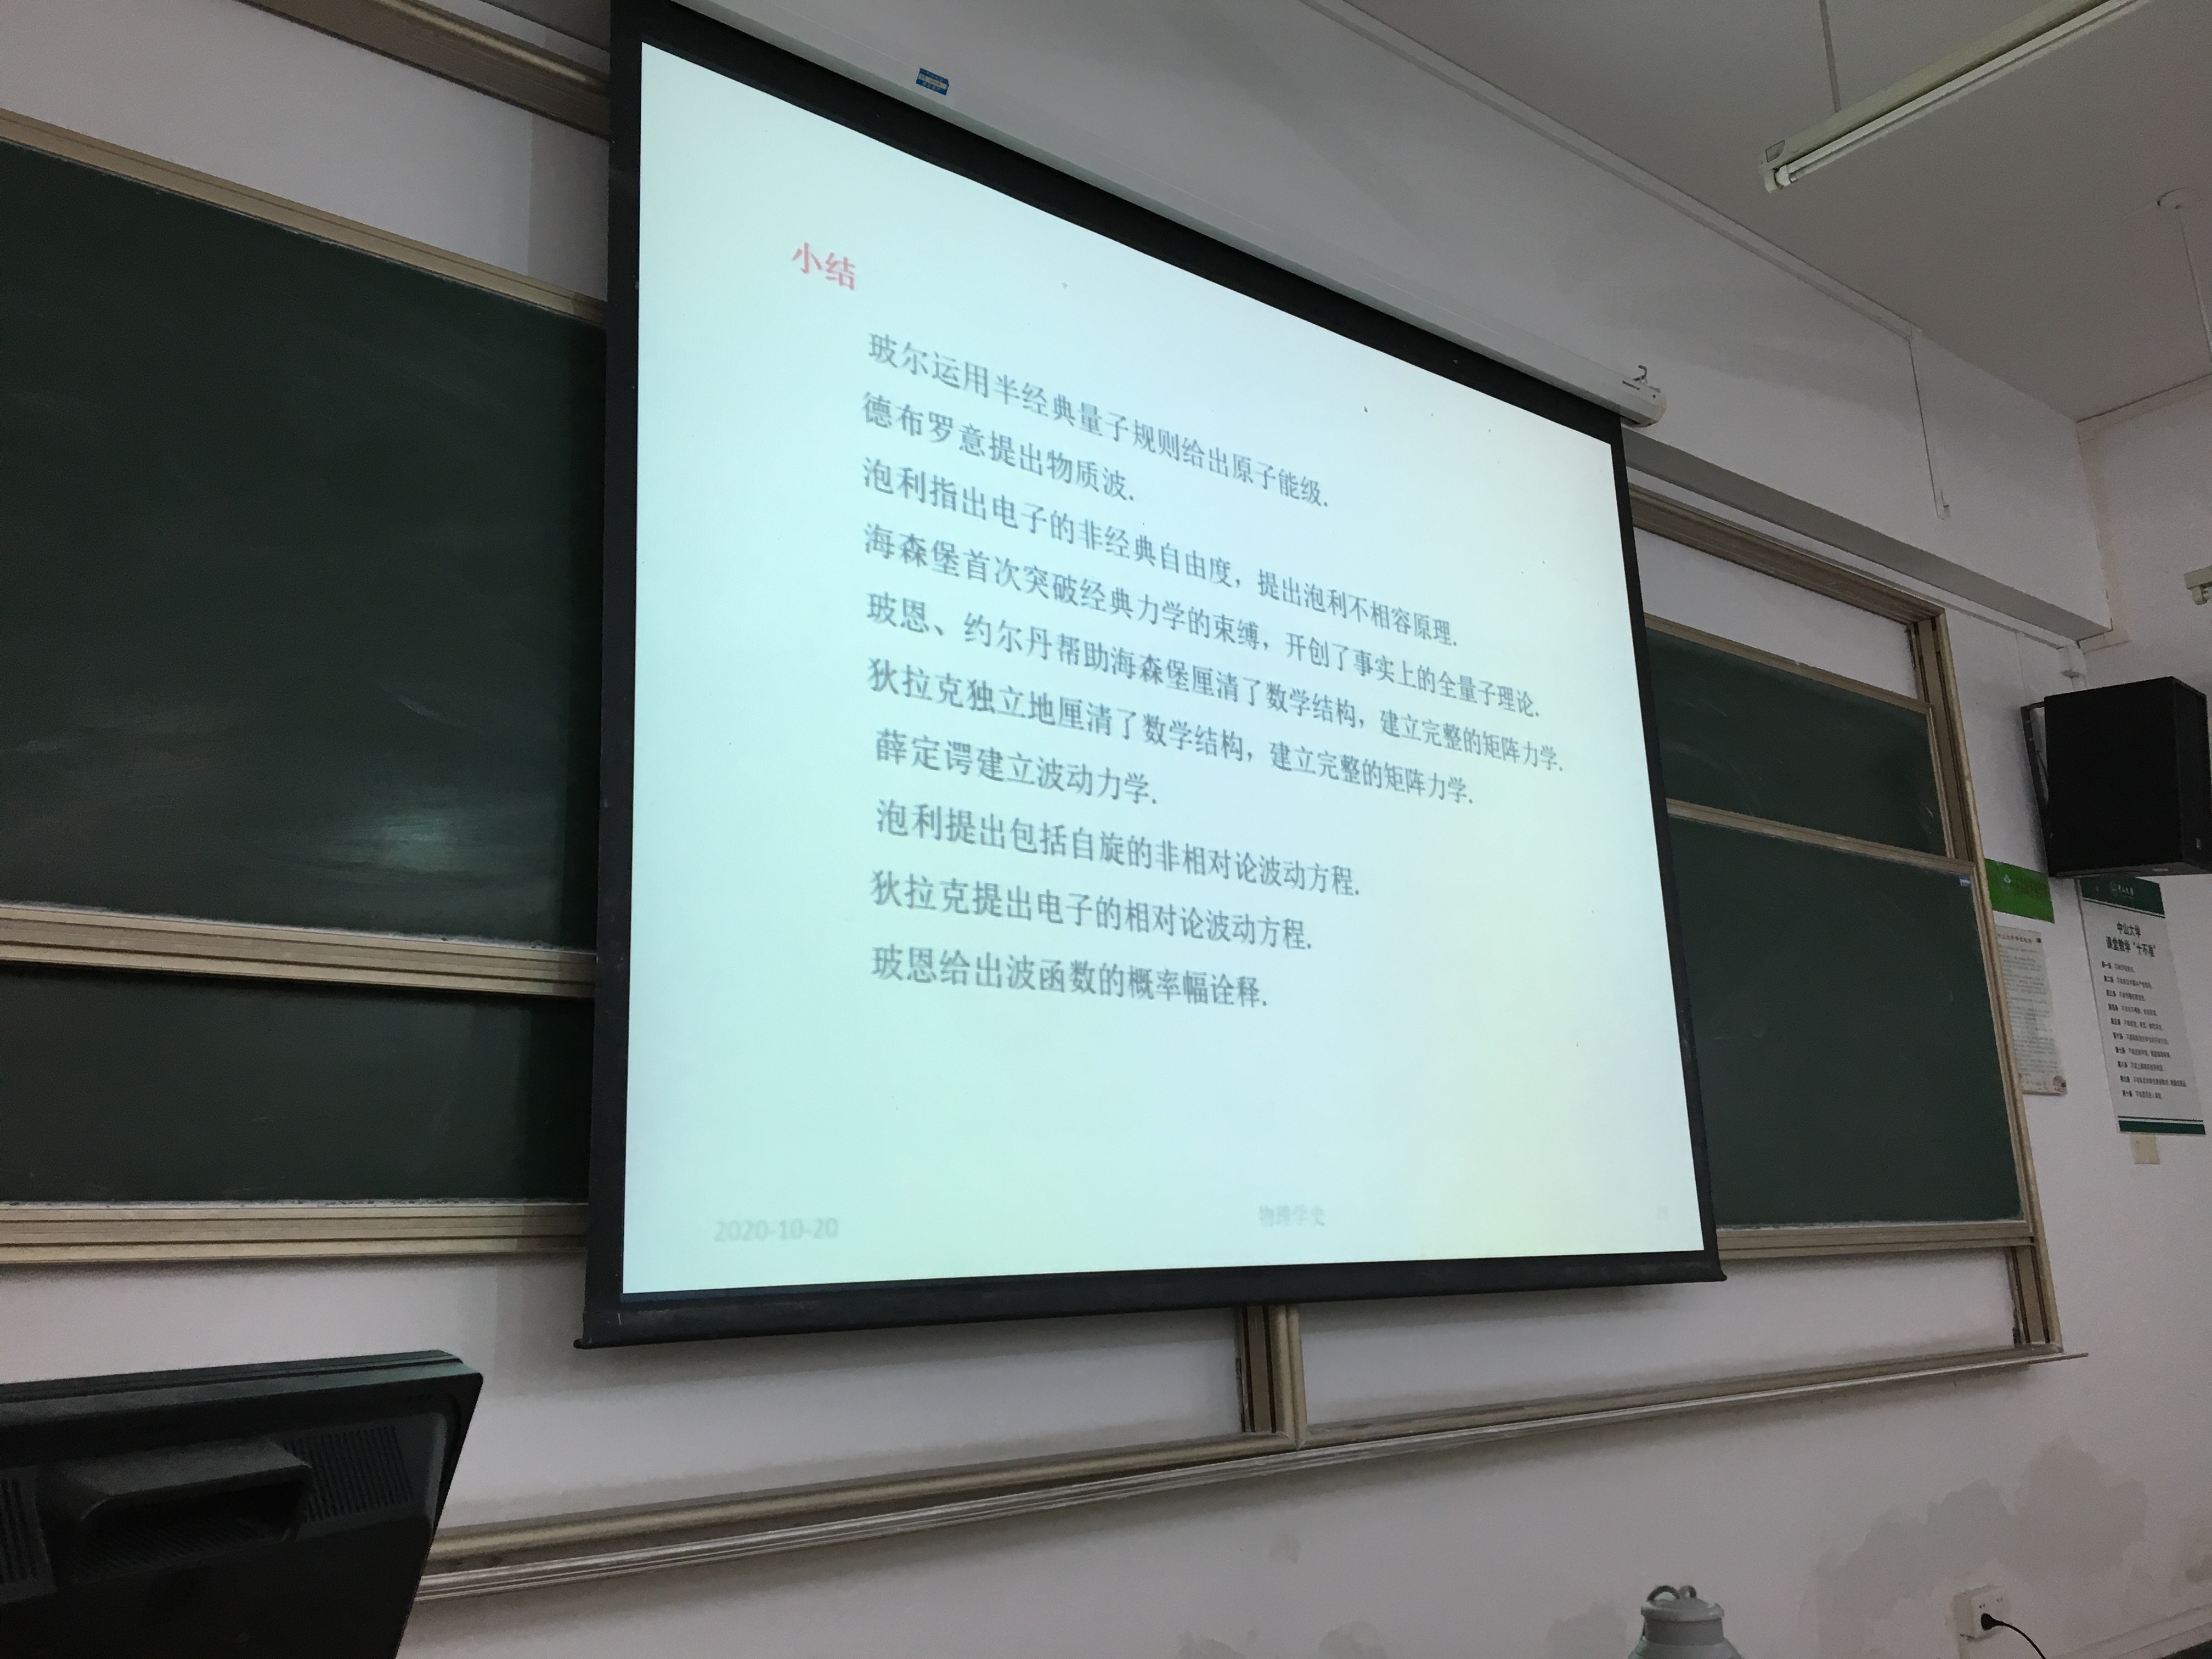 小结
玻尔运用半经典量子规则给出原子能级.
德布罗意提出物质波.
泡利指出电子的非经典自由度，提出泡利不相容原理.
海森堡首次突破经典力学的束缚，开创了事实上的全量子理论.
玻恩、约尔丹帮助海森堡厘清了数学结构，建立完整的矩阵力学.
狄拉克独立地厘清了数学结构，建立完整的矩阵力学.
薛定谔建立波动力学.
泡利提出包括自旋的非相对论波动方程.
狄拉克提出电子的相对论波动方程.
玻恩给出波函数的概率幅诠释.
2020-10-20
物理学史
中山大学
课堂教学“十不准”